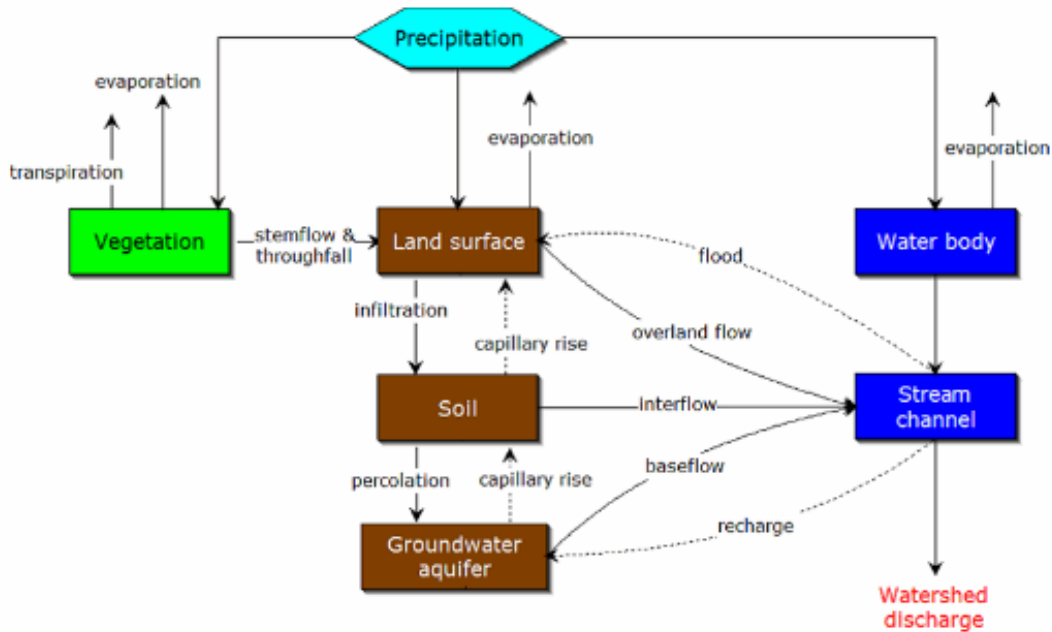 Precipitation
evaporation
transpiration
evaporation
evaporation
Vegetation
stemflow &
throughfall
Land surface
flood
Water body
infiltration
capillary rise
overland flow
Soil
interflow
Stream
channel
percolation
capillary rise
baseflow
recharge
Groundwater
aquifer
Watershed
discharge